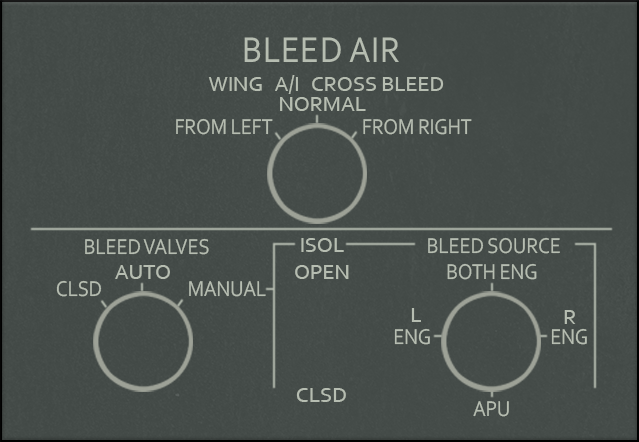 BLEED AIR
WING A/I CROSS BLEED
NORMAL
FROM LEFT FROM RIGHT
BLEED VALVES ISOL BLEED SOURCE
AUTO OPEN BOTH ENG
CLSD MANUAL
L R
ENG ENG
CLSD
APU